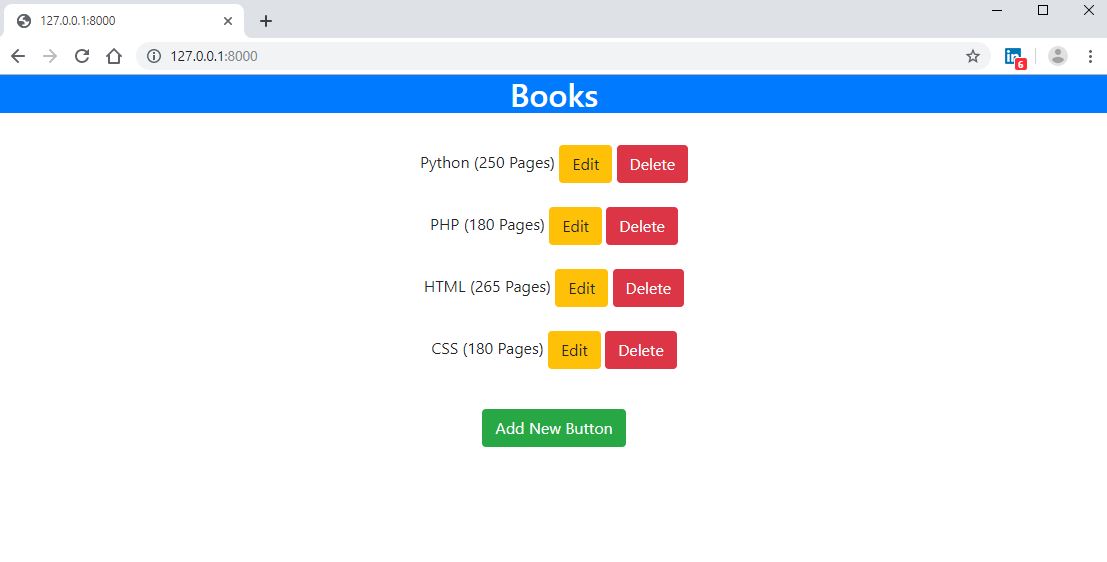 127.0.0.1:8000
127.0.0.1:8000
in 6
Books
Python (250 Pages) Edit Delete
PHP (180 Pages) Edit Delete
HTML (265 Pages) Edit Delete
CSS (180 Pages) Edit Delete
Add New Button